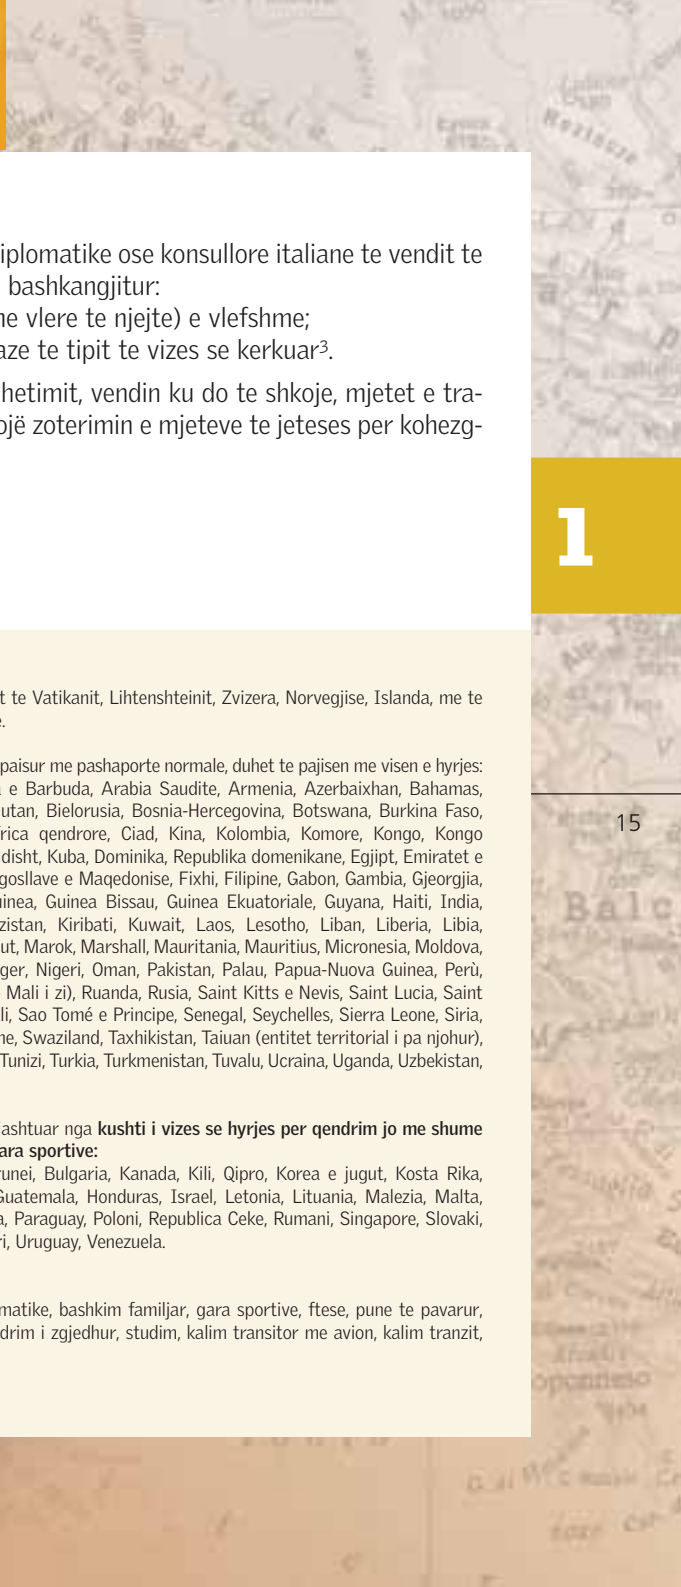 iplomatike ose konsullore italiane te vendit te
bashkangjitur:
ne vlere te njejte) e vlefshme;
aze te tipit te vizes se kerkuar³.
hetimit, vendin ku do te shkoje, mjetet e tra-
ojë zoterimin e mjeteve te jeteses per kohezg-
1
t te Vatikanit, Lihtenshteinit, Zvizera, Norvegjise, Islanda, me te
e.
paisur me pashaporte normale, duhet te pajisen me visen e hyrjes:
a e Barbuda, Arabia Saudite, Armenia, Azerbaixhan, Bahamas,
utan, Bielorusia, Bosnia-Hercegovina, Botswana, Burkina Faso,
rica qendrore, Ciad, Kina, Kolombia, Komore, Kongo, Kongo
15
disht, Kuba, Dominika, Republika domenikane, Egjipt, Emiratet e
gosllave e Maqedonise, Fixhi, Filipine, Gabon, Gambia, Gjeorgjia,
uinea, Guinea Bissau, Guinea Ekuatoriale, Guyana, Haiti, India,
zistan, Kiribati, Kuwait, Laos, Lesotho, Liban, Liberia, Libia,
ut, Marok, Marshall, Mauritania, Mauritius, Micronesia, Moldova,
ger, Nigeri, Oman, Pakistan, Palau, Papua-Nuova Guinea, Perù,
Mali i zi), Ruanda, Rusia, Saint Kitts e Nevis, Saint Lucia, Saint
li, Sao Tomé e Principe, Senegal, Seychelles, Sierra Leone, Siria,
ne, Swaziland, Taxhikistan, Taiuan (entitet territorial i pa njohur),
Tunizi, Turkia, Turkmenistan, Tuvalu, Ucraina, Uganda, Uzbekistan,
jashtuar nga kushti i vizes se hyrjes per qendrim jo me shume
ara sportive:
runei, Bulgaria, Kanada, Kili, Qipro, Korea e jugut, Kosta Rika,
Guatemala, Honduras, Israel, Letonia, Lituania, Malezia, Malta,
a, Paraguay, Poloni, Republica Ceke, Rumani, Singapore, Slovaki,
ri, Uruguay, Venezuela.
matike, bashkim familjar, gara sportive, ftese, pune te pavarur,
drim i zgjedhur, studim, kalim transitor me avion, kalim tranzit,
Balc
oponneso